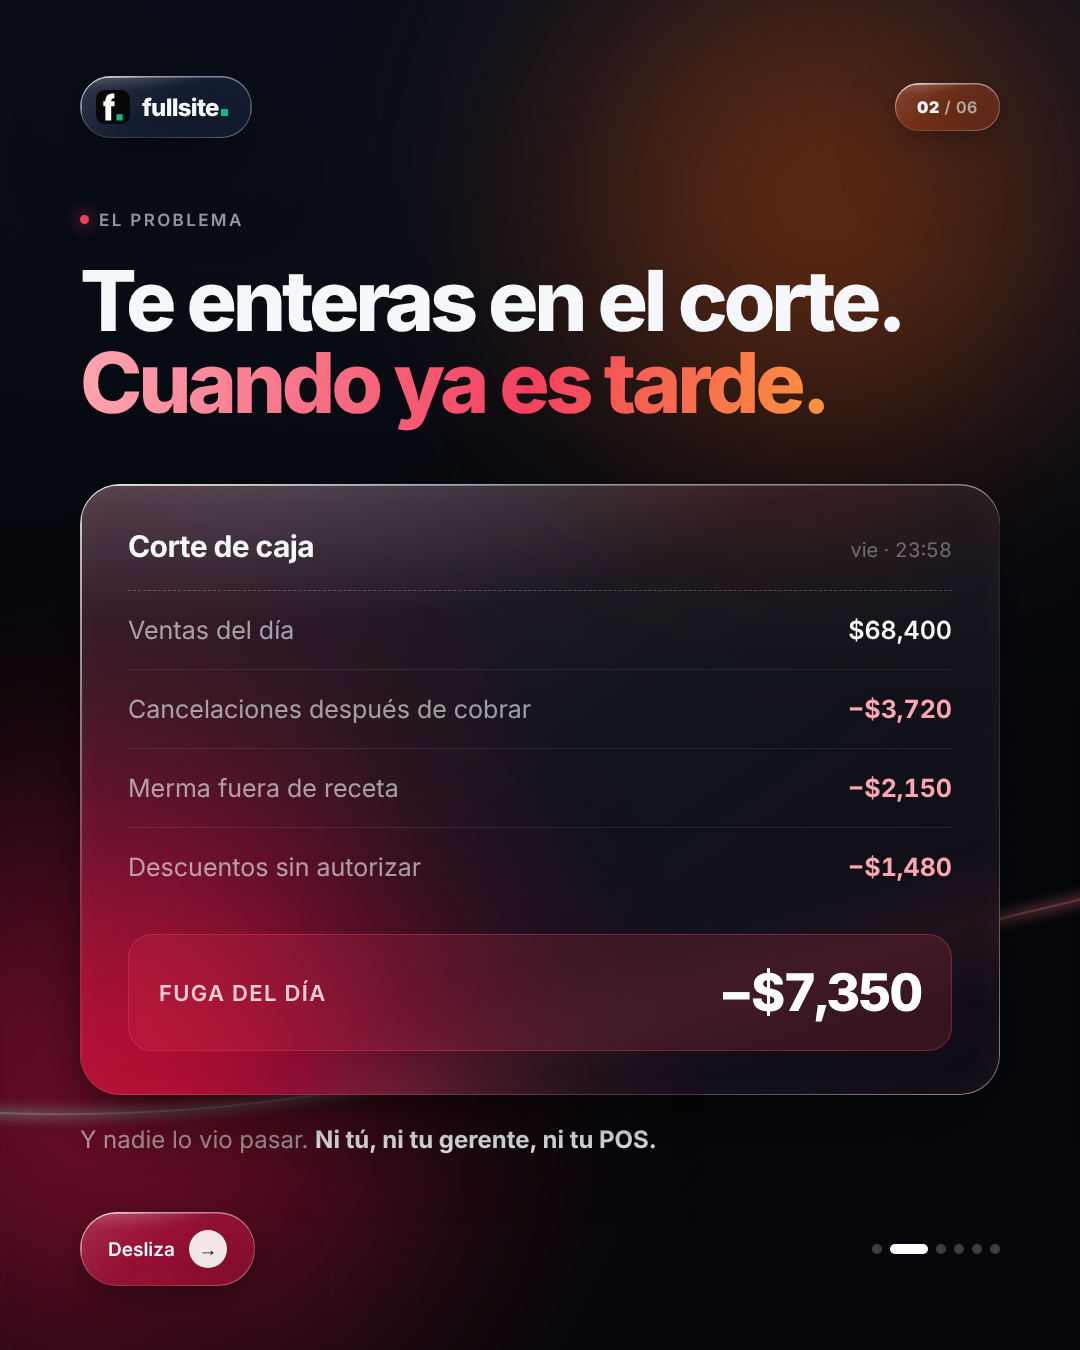 f. fullsite.
02 / 06
EL PROBLEMA
Te enteras en el corte.
Cuando ya es tarde.
Corte de caja
vie · 23:58
Ventas del día
$68,400
Cancelaciones después de cobrar
−$3,720
Merma fuera de receta
−$2,150
Descuentos sin autorizar
−$1,480
FUGA DEL DÍA
−$7,350
Y nadie lo vio pasar. Ni tú, ni tu gerente, ni tu POS.
Desliza →